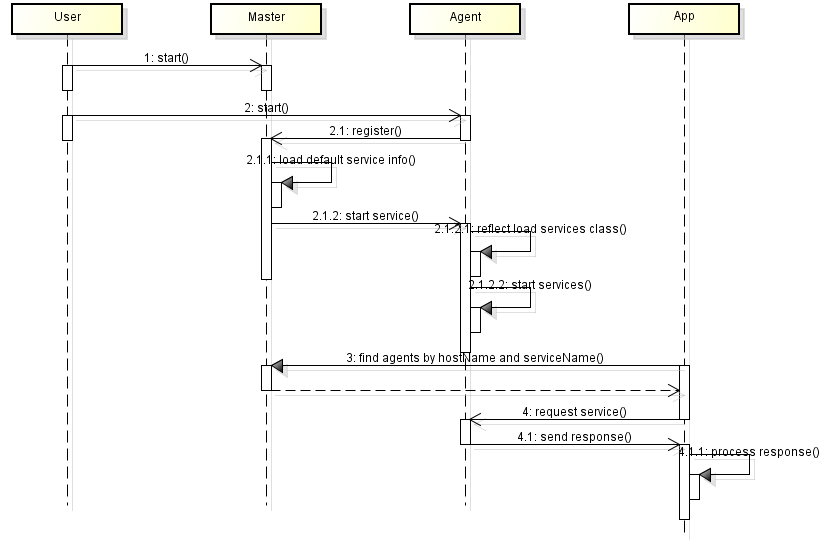 User
Master
Agent
App
1: start()
2: start()
2.1: register()
2.1.1: load default service info()
2.1.2: start service()
2.1.2.1: reflect load services class()
2.1.2.2: start services()
3: find agents by hostName and serviceName()
4: request service()
4.1: send response()
4.1.1: process response()